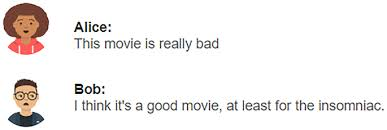 Alice:
This movie is really bad
Bob:
I think it's a good movie, at least for the insomniac.